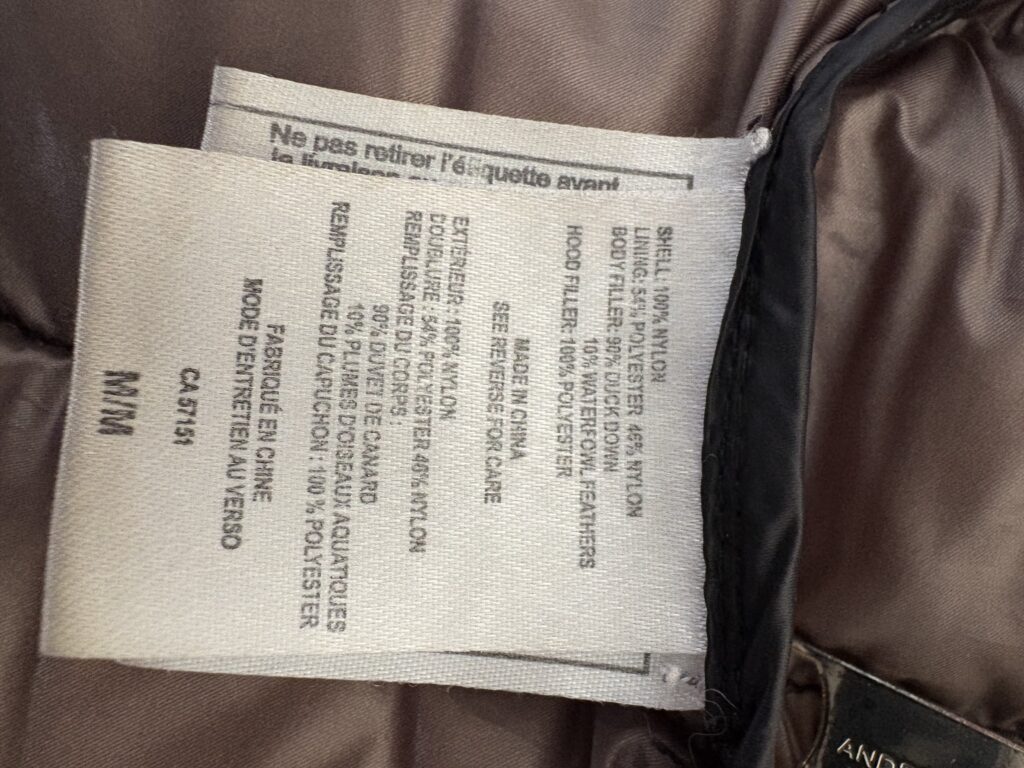 Ne pas retirer l'étiquette avant
la livraison au
SHELL 100% NYLON
LINING: 54% POLYESTER 46% NYLON
BODY FILLER: 90% DUCK DOWN
10% WATERFOWL FEATHERS
HOOD FILLER: 100% POLYESTER
MADE IN CHINA
SEE REVERSE FOR CARE
EXTÉRIEUR : 100% NYLON
DOUBLURE : 54% POLYESTER 46% NYLON
REMPLISSAGE DU CORPS :
90% DUVET DE CANARD
10% PLUMES D'OISEAUX AQUATIQUES
REMPLISSAGE DU CAPUCHON : 100 % POLYESTER
FABRIQUÉ EN CHINE
MODE D'ENTRETIEN AU VERSO
CA 57151
M/M